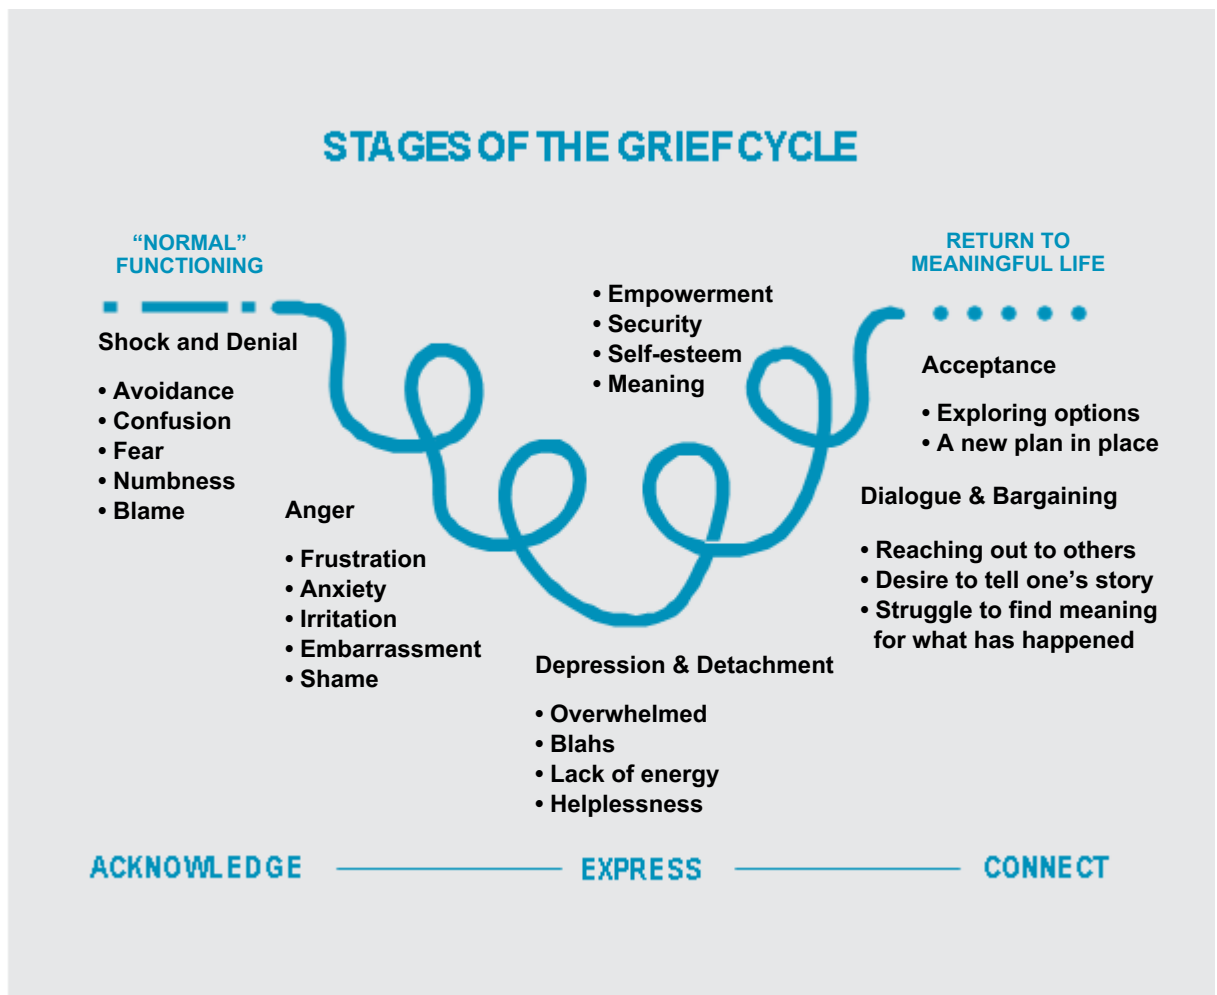 STAGES OF THE GRIEF CYCLE
“NORMAL”
FUNCTIONING
Shock and Denial
• Avoidance
• Confusion
• Fear
• Numbness
• Blame
Anger
• Frustration
• Anxiety
• Irritation
• Embarrassment
• Shame
Depression & Detachment
• Overwhelmed
• Blahs
• Lack of energy
• Helplessness
• Empowerment
• Security
• Self-esteem
• Meaning
RETURN TO
MEANINGFUL LIFE
Acceptance
• Exploring options
• A new plan in place
Dialogue & Bargaining
• Reaching out to others
• Desire to tell one’s story
• Struggle to find meaning
for what has happened
ACKNOWLEDGE
EXPRESS
CONNECT